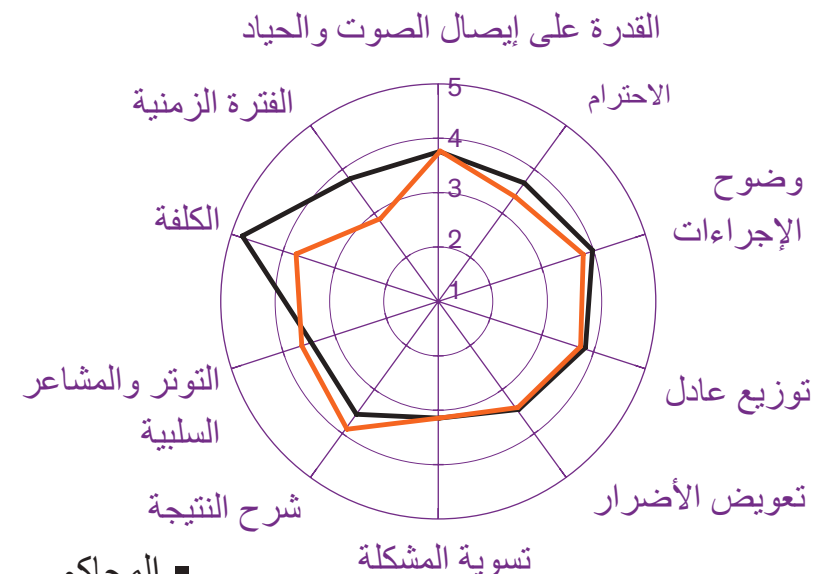 القدرة على إيصال الصوت والحياد
الاحترام
وضوح
الإجراءات
توزيع عادل
تعويض الأضرار
تسوية المشكلة
شرح النتيجة
التوتر والمشاعر
السلبية
الكلفة
الفترة الزمنية
5
4
3
2
1